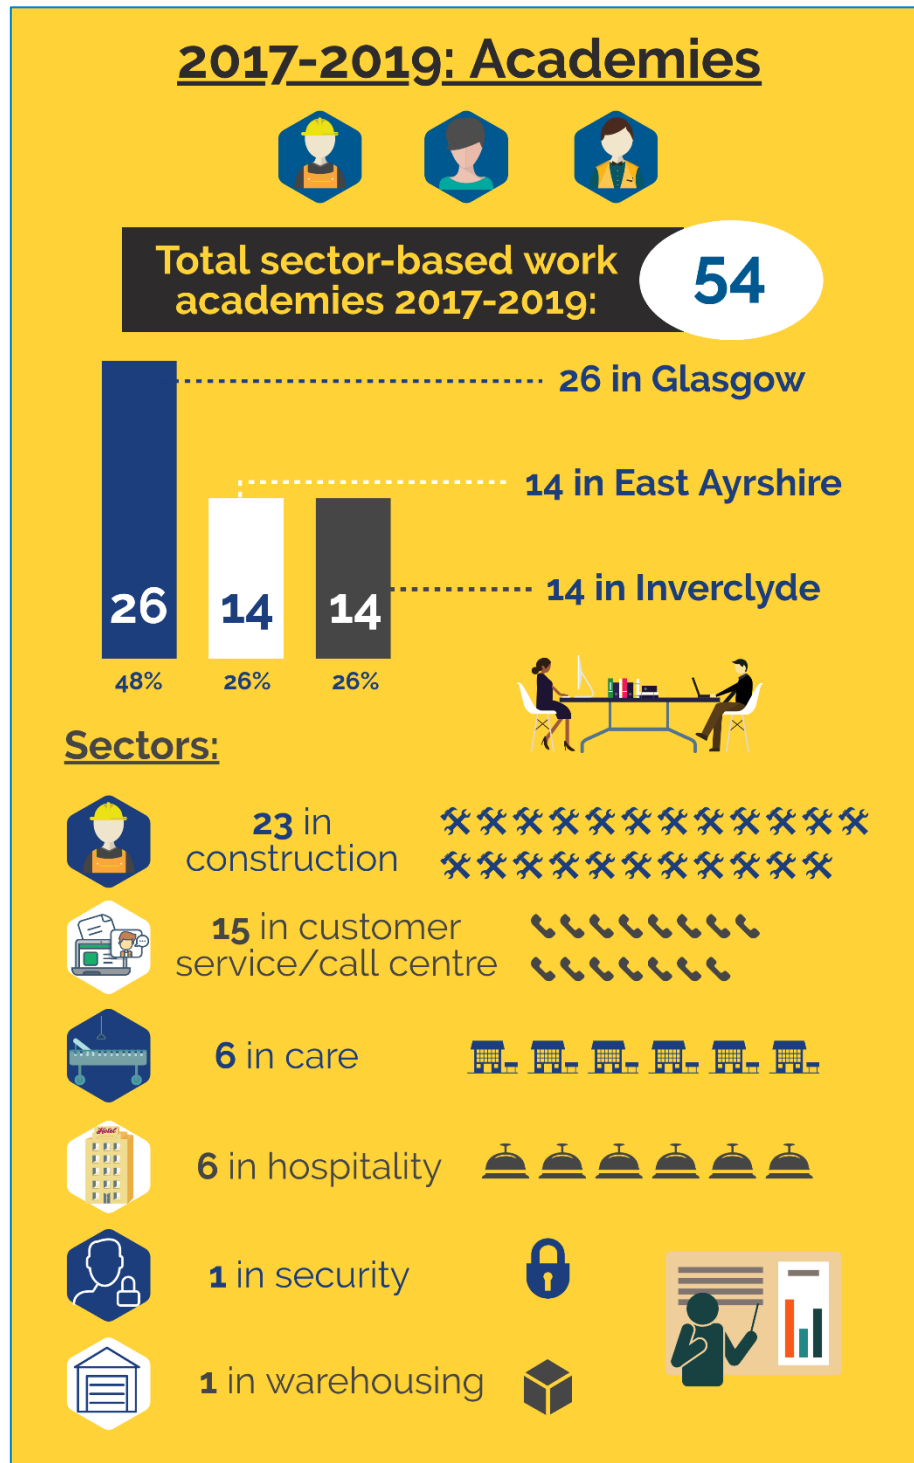 2017-2019: Academies
Total sector-based work
academies 2017-2019:
54
26 in Glasgow
14 in East Ayrshire
14 in Inverclyde
26
14
14
48%
26%
26%
Sectors:
23 in
construction
15 in customer
service/call centre
6 in care
Hotel
6 in hospitality
1 in security
1 in warehousing